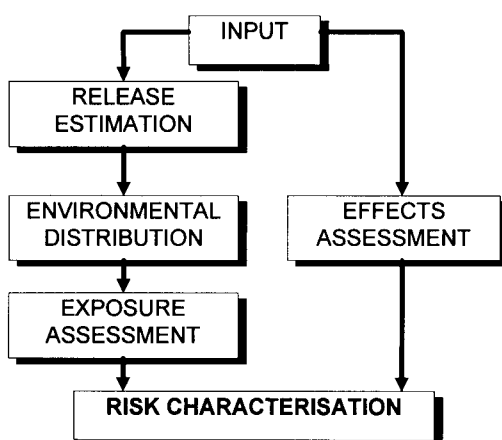 INPUT
RELEASE
ESTIMATION
ENVIRONMENTAL
DISTRIBUTION
EFFECTS
ASSESSMENT
EXPOSURE
ASSESSMENT
RISK CHARACTERISATION